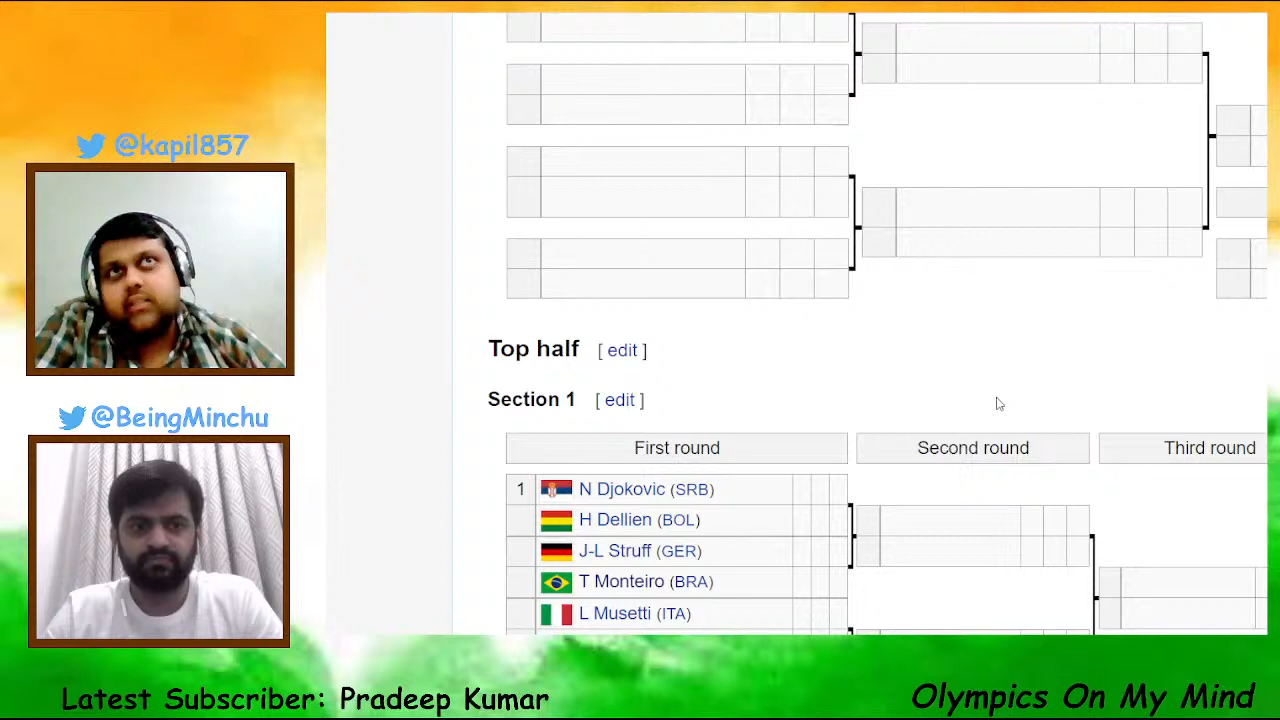 @kapil857
@BeingMinchu
Top half [ edit ]
Section 1 [ edit ]
First round
Second round
Third round
1 N Djokovic (SRB)
H Dellien (BOL)
J-L Struff (GER)
T Monteiro (BRA)
L Musetti (ITA)
Latest Subscriber: Pradeep Kumar
Olympics On My Mind